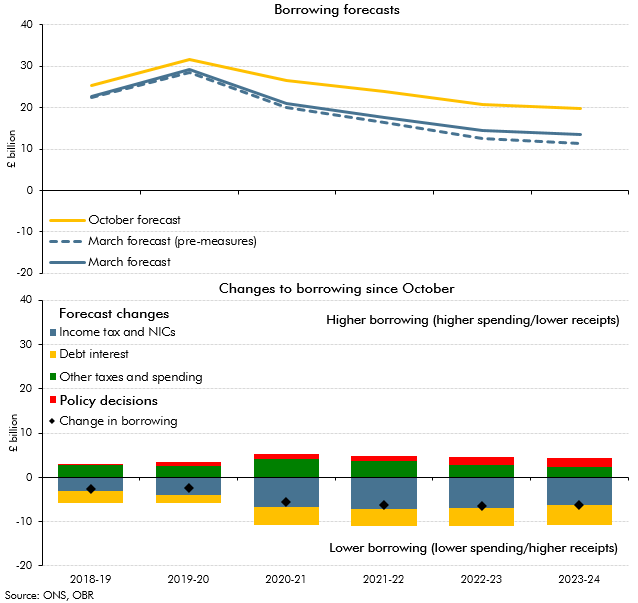 Borrowing forecasts
40
30
20
10
0
-10
-20
£ billion
October forecast
March forecast (pre-measures)
March forecast
Changes to borrowing since October
40
30
20
10
0
-10
-20
£ billion
Forecast changes
Income tax and NICs
Debt interest
Other taxes and spending
Policy decisions
Change in borrowing
Higher borrowing (higher spending/lower receipts)
Lower borrowing (lower spending/higher receipts)
2018-19 2019-20 2020-21 2021-22 2022-23 2023-24
Source: ONS, OBR